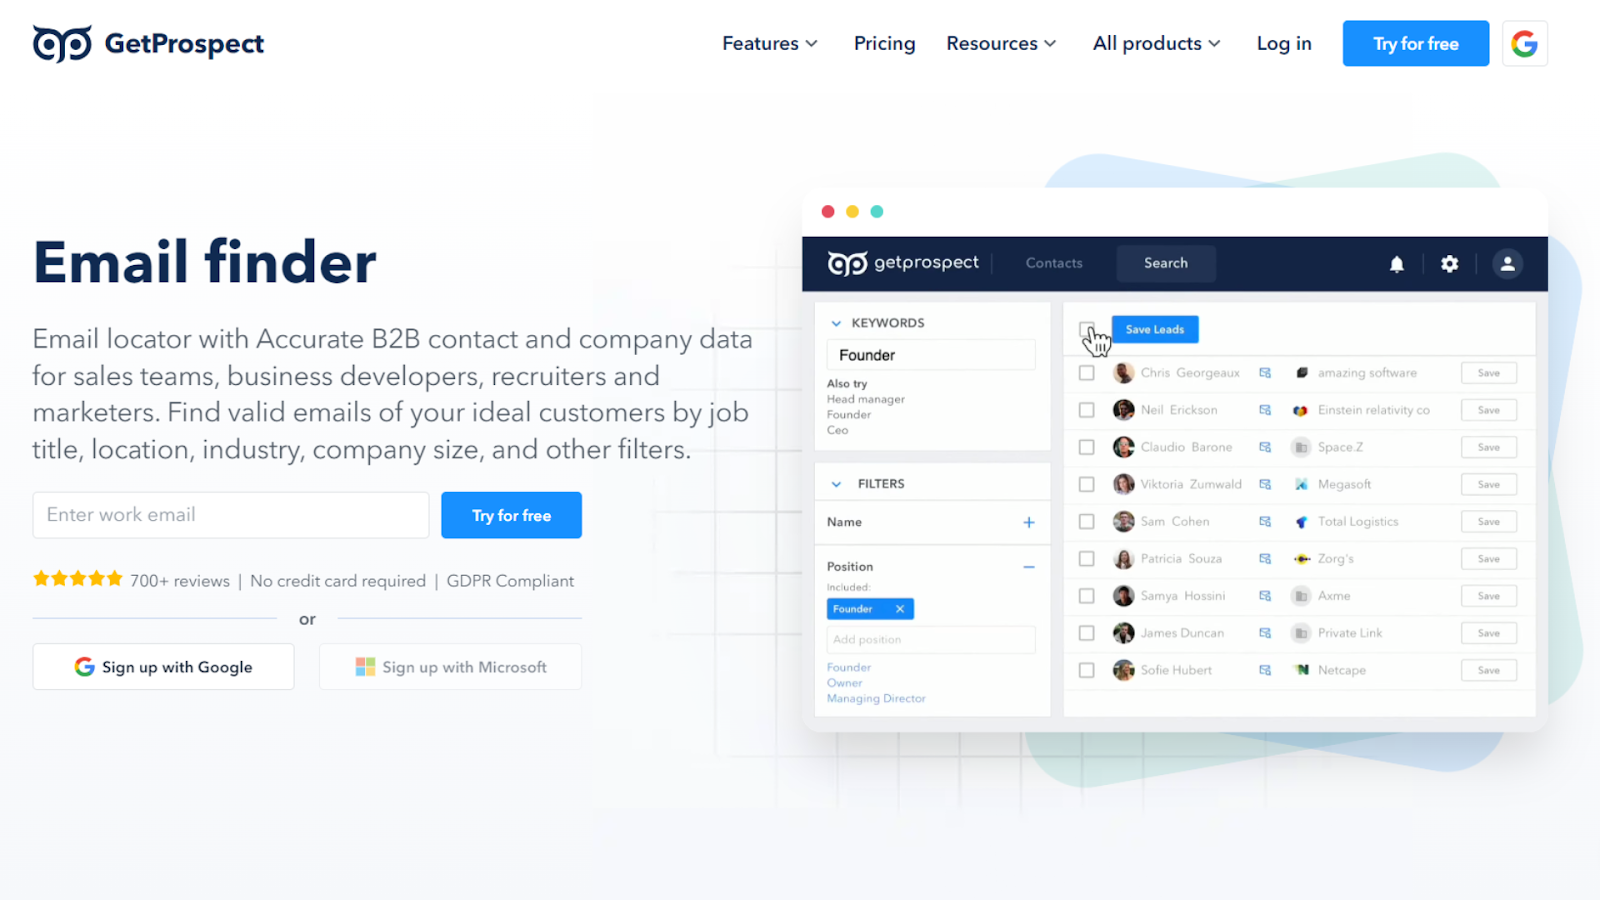 GetProspect
Features
Pricing
Resources
All products
Log in
Try for free
Email finder
Email locator with Accurate B2B contact and company data
for sales teams, business developers, recruiters and
marketers. Find valid emails of your ideal customers by job
title, location, industry, company size, and other filters.
Enter work email
Try for free
700+ reviews | No credit card required | GDPR Compliant
or
Sign up with Google
Sign up with Microsoft
getprospect
Contacts
Search
KEYWORDS
Founder
Also try
Head manager
Founder
Ceo
FILTERS
Name
Position
Included:
Founder
Add position
Founder
Owner
Managing Director
Save Leads
Chris Georgeaux amazing software Save
Neil Erickson Einstein relativity co Save
Claudio Barone Space.Z Save
Viktoria Zumwald Megasoft Save
Sam Cohen Total Logistics Save
Patricia Souza Zorg's Save
Samya Hossini Axme Save
James Duncan Private Link Save
Sofie Hubert Netcape Save